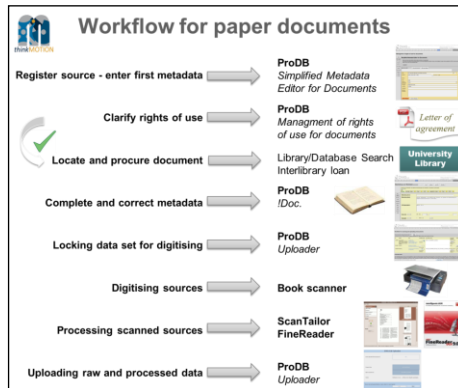 Workflow for paper documents
thinkMOTION
Register source - enter first metadata
ProDB
Simplified Metadata
Editor for Documents
Clarify rights of use
ProDB
Managment of rights
of use for documents
Letter of
agreement
Locate and procure document
Library/Database Search
Interlibrary loan
University
Library
Complete and correct metadata
ProDB
!Doc.
Locking data set for digitising
ProDB
Uploader
Digitising sources
Book scanner
Processing scanned sources
ScanTailor
FineReader
FineReader
Uploading raw and processed data
ProDB
Uploader